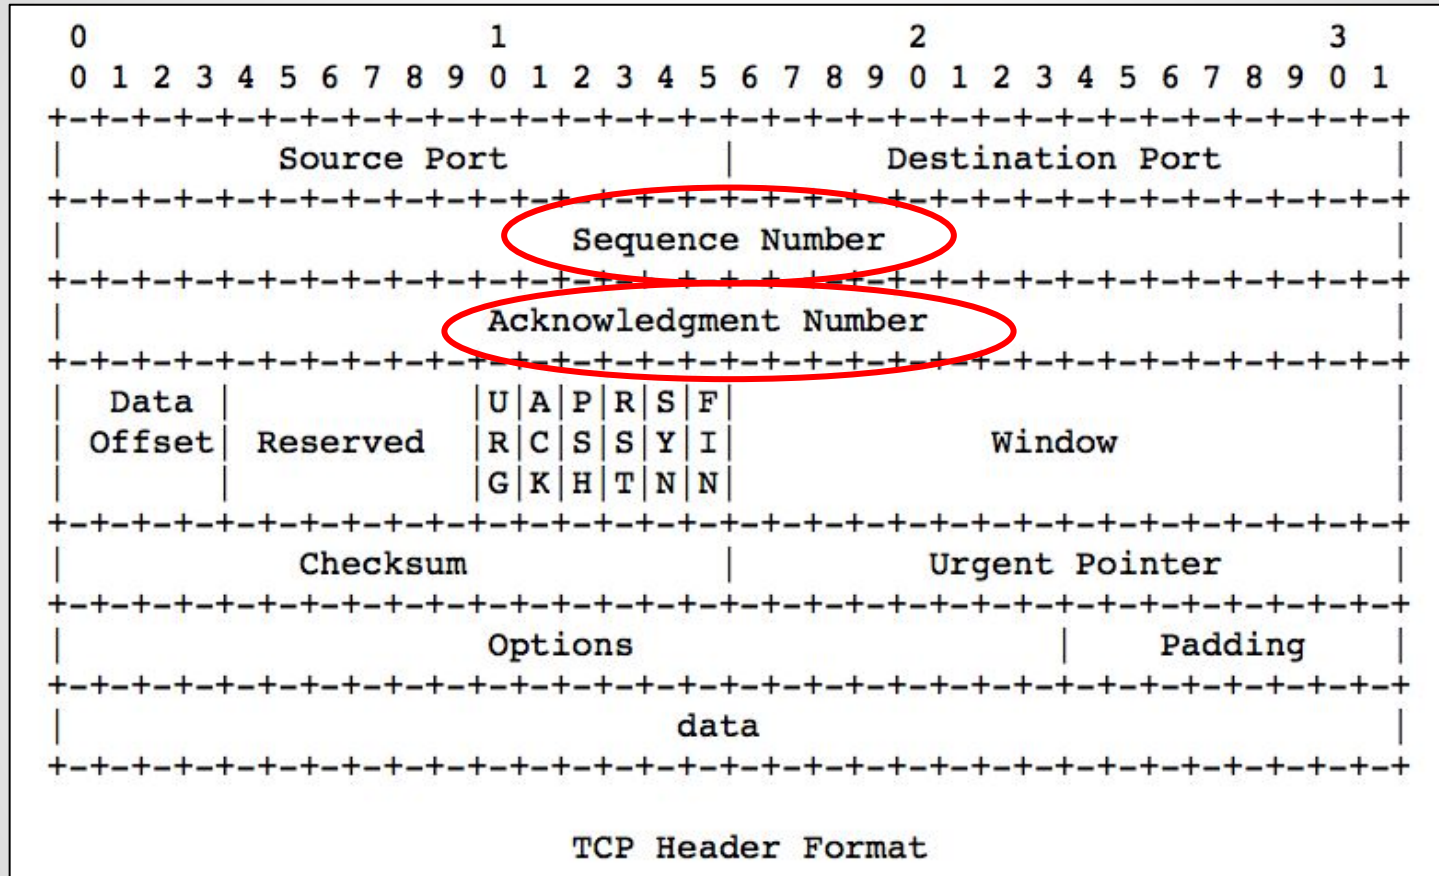 0                   1                   2                   3
 0 1 2 3 4 5 6 7 8 9 0 1 2 3 4 5 6 7 8 9 0 1 2 3 4 5 6 7 8 9 0 1
+-+-+-+-+-+-+-+-+-+-+-+-+-+-+-+-+-+-+-+-+-+-+-+-+-+-+-+-+-+-+-+-+
|          Source Port          |       Destination Port        |
+-+-+-+-+-+-+-+-+-+-+-+-+-+-+-+-+-+-+-+-+-+-+-+-+-+-+-+-+-+-+-+-+
|                        Sequence Number                        |
+-+-+-+-+-+-+-+-+-+-+-+-+-+-+-+-+-+-+-+-+-+-+-+-+-+-+-+-+-+-+-+-+
|                    Acknowledgment Number                      |
+-+-+-+-+-+-+-+-+-+-+-+-+-+-+-+-+-+-+-+-+-+-+-+-+-+-+-+-+-+-+-+-+
|  Data |           |U|A|P|R|S|F|                               |
| Offset| Reserved  |R|C|S|S|Y|I|            Window             |
|       |           |G|K|H|T|N|N|                               |
+-+-+-+-+-+-+-+-+-+-+-+-+-+-+-+-+-+-+-+-+-+-+-+-+-+-+-+-+-+-+-+-+
|           Checksum            |         Urgent Pointer        |
+-+-+-+-+-+-+-+-+-+-+-+-+-+-+-+-+-+-+-+-+-+-+-+-+-+-+-+-+-+-+-+-+
|                    Options                    |    Padding    |
+-+-+-+-+-+-+-+-+-+-+-+-+-+-+-+-+-+-+-+-+-+-+-+-+-+-+-+-+-+-+-+-+
|                             data                              |
+-+-+-+-+-+-+-+-+-+-+-+-+-+-+-+-+-+-+-+-+-+-+-+-+-+-+-+-+-+-+-+-+
                        TCP Header Format